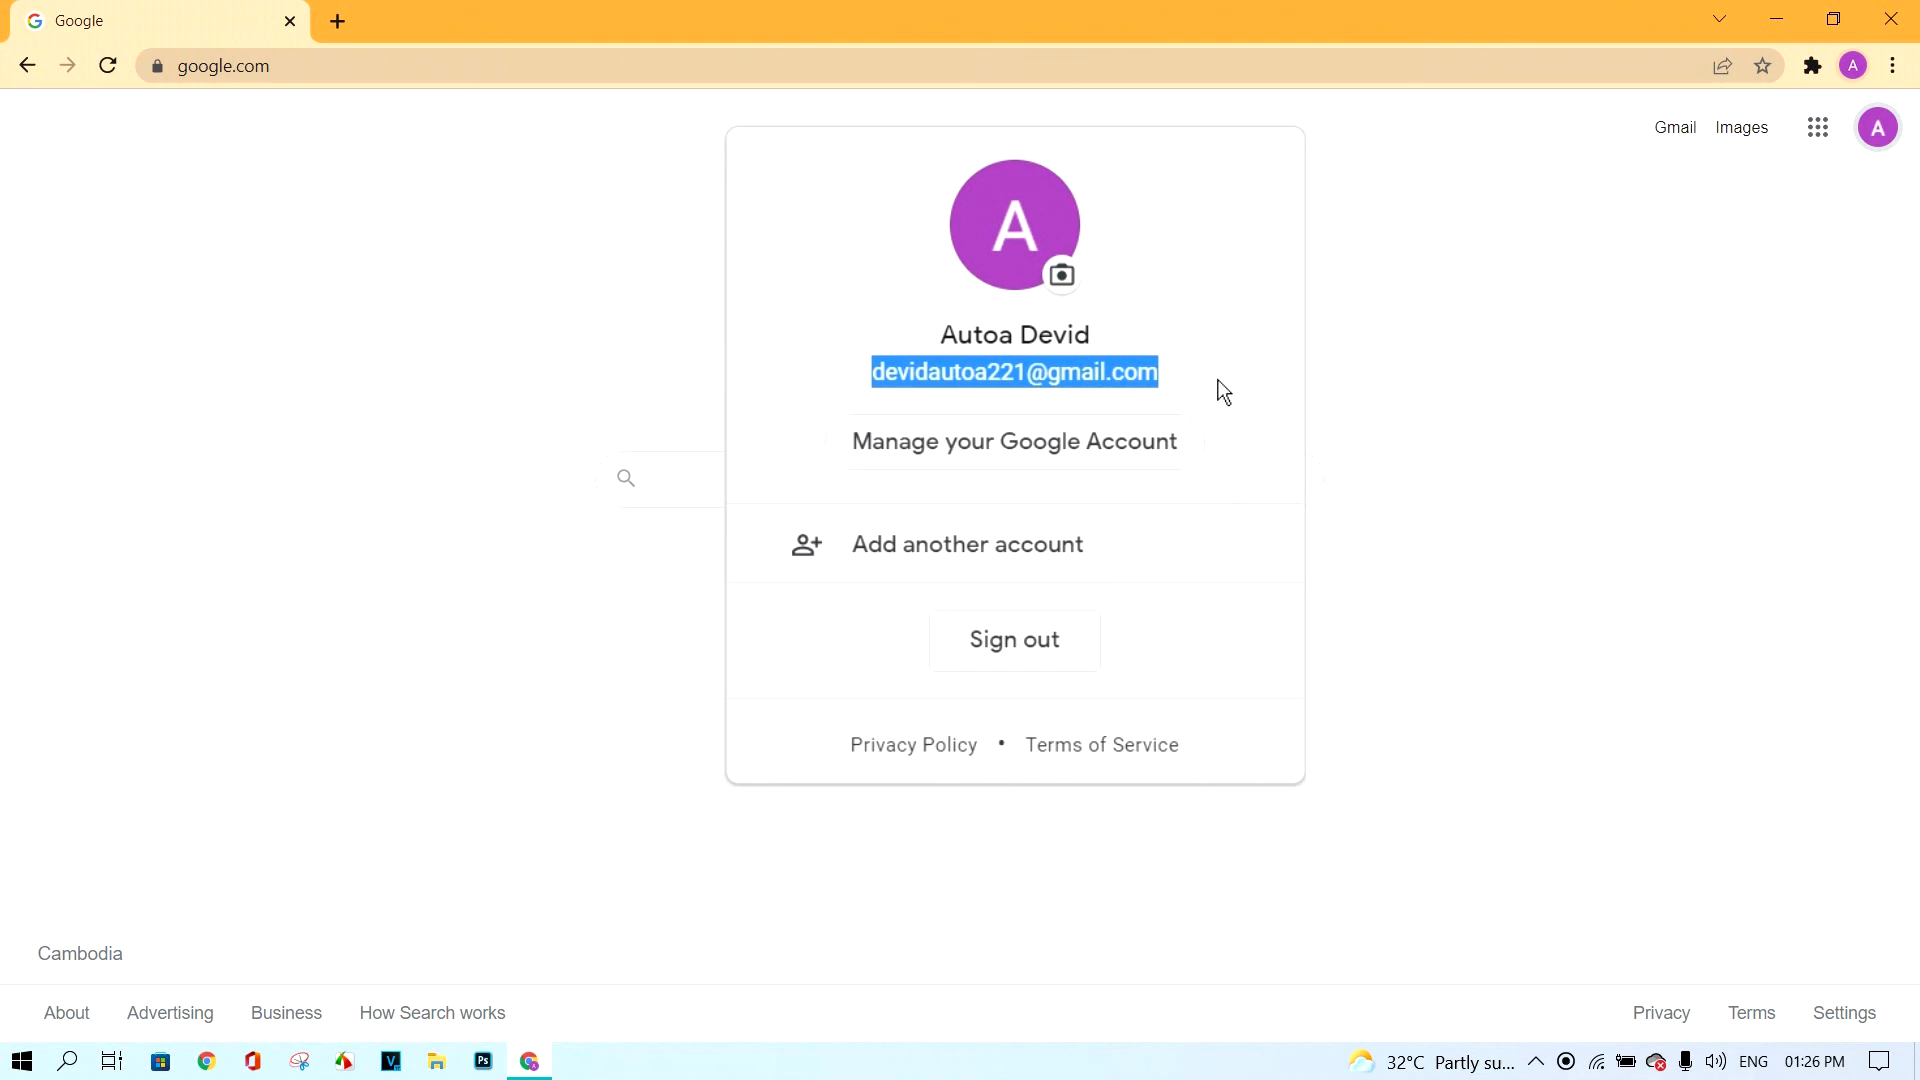 Google
google.com
A
Gmail Images
A
A
Autoa Devid
devidautoa221@gmail.com
Manage your Google Account
Add another account
Sign out
Privacy Policy • Terms of Service
Cambodia
About Advertising Business How Search works
Privacy Terms Settings
V
Ps
32°C Partly su... ENG 01:26 PM